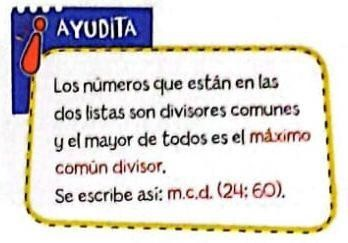 AYUDITA
Los números que están en las
dos listas son divisores comunes
y el mayor de todos es el máximo
común divisor.
Se escribe así: m.c.d. (24; 60).